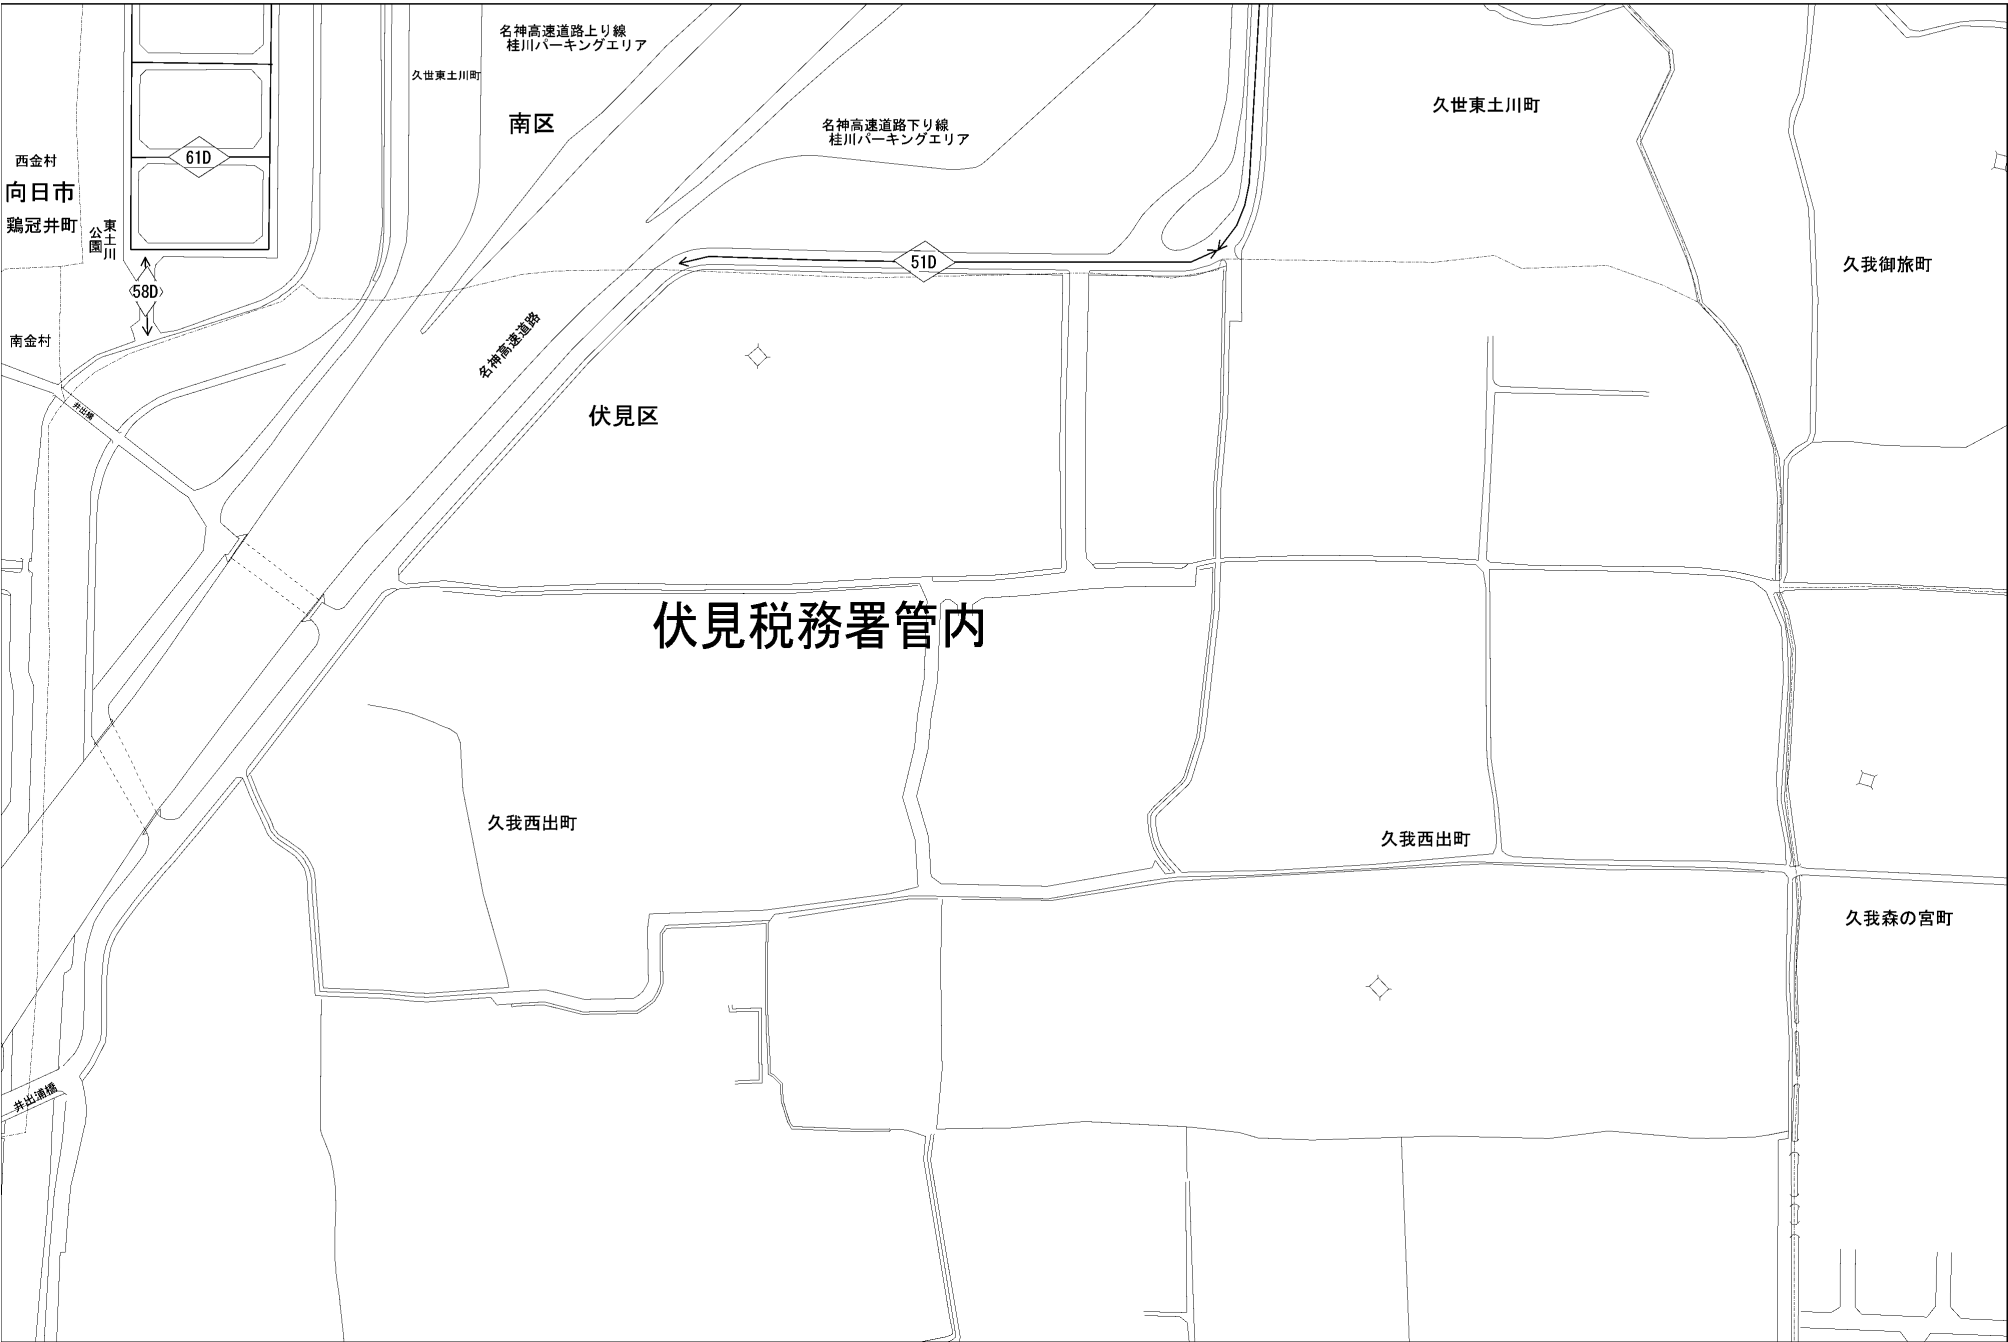 名神高速道路上り線
桂川パーキングエリア
久世東土川町
南区
名神高速道路下り線
桂川パーキングエリア
久世東土川町
61D
西金村
向日市
鶏冠井町
東土川
公園
51D
久我御旅町
58D
南金村
名神高速道路
井出橋
伏見区
伏見税務署管内
久我西出町
久我西出町
久我森の宮町
井出浦橋